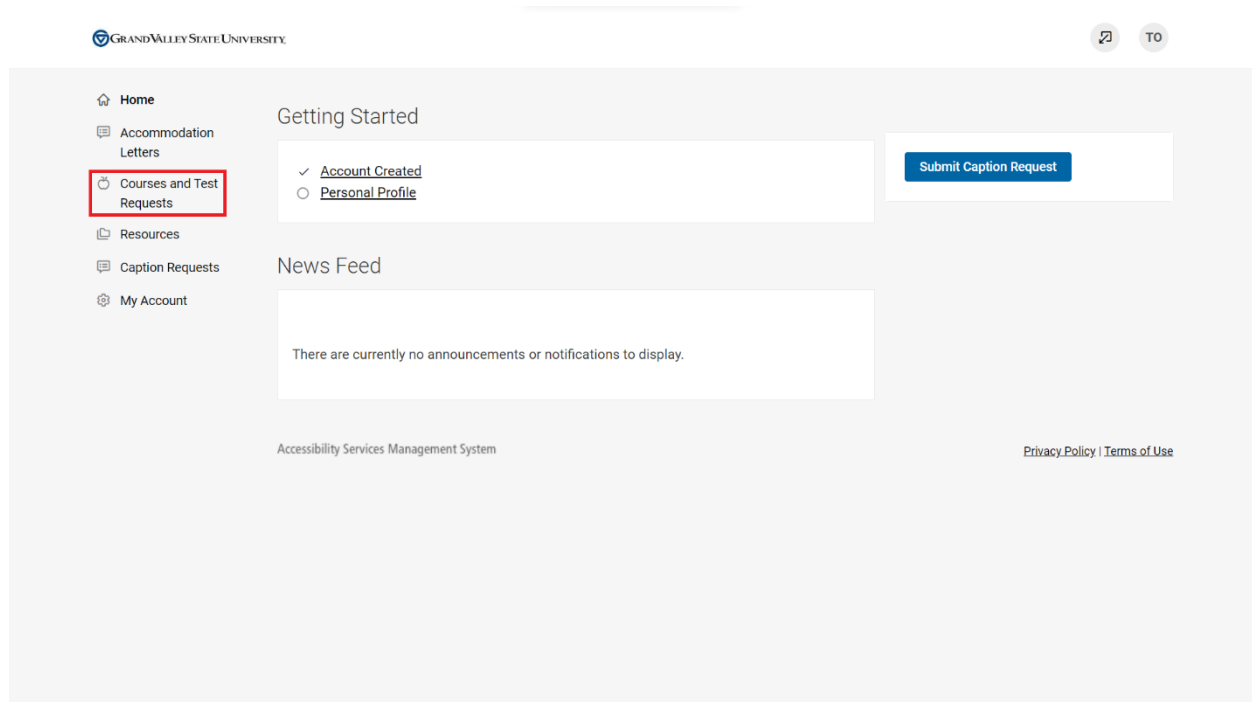 GRAND VALLEY STATE UNIVERSITY.
TO
Home
Accommodation
Letters
Courses and Test
Requests
Resources
Caption Requests
My Account
Getting Started
Account Created
Personal Profile
Submit Caption Request
News Feed
There are currently no announcements or notifications to display.
Accessibility Services Management System
Privacy Policy | Terms of Use